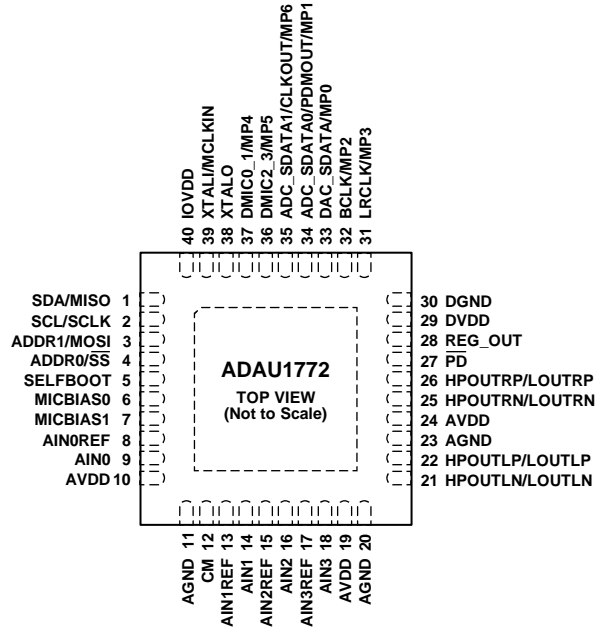 40 IOVDD
39 XTALI/MCLKIN
38 XTALO
37 DMIC0_1/MP4
36 DMIC2_3/MP5
35 ADC_SDATA1/CLKOUT/MP6
34 ADC_SDATA0/PDMOUT/MP1
33 DAC_SDATA/MP0
32 BCLK/MP2
31 LRCLK/MP3
SDA/MISO 1
SCL/SCLK 2
ADDR1/MOSI 3
ADDR0/SS 4
SELFBOOT 5
MICBIAS0 6
MICBIAS1 7
AIN0REF 8
AIN0 9
AVDD 10
ADAU1772
TOP VIEW
(Not to Scale)
30 DGND
29 DVDD
28 REG_OUT
27 PD
26 HPOUTRP/LOUTRP
25 HPOUTRN/LOUTRN
24 AVDD
23 AGND
22 HPOUTLP/LOUTLP
21 HPOUTLN/LOUTLN
AGND 11
CM 12
AIN1REF 13
AIN1 14
AIN2REF 15
AIN2 16
AIN3REF 17
AIN3 18
AVDD 19
AGND 20